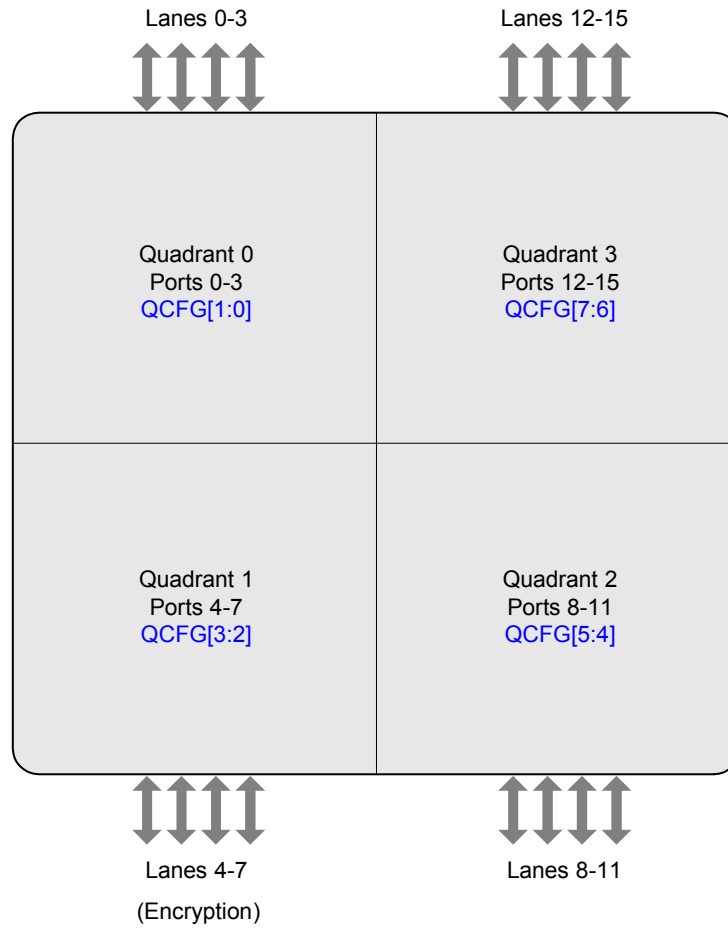 Lanes 0-3
Lanes 12-15
Quadrant 0
Ports 0-3
QCFG[1:0]
Quadrant 3
Ports 12-15
QCFG[7:6]
Quadrant 1
Ports 4-7
QCFG[3:2]
Quadrant 2
Ports 8-11
QCFG[5:4]
Lanes 4-7
(Encryption)
Lanes 8-11